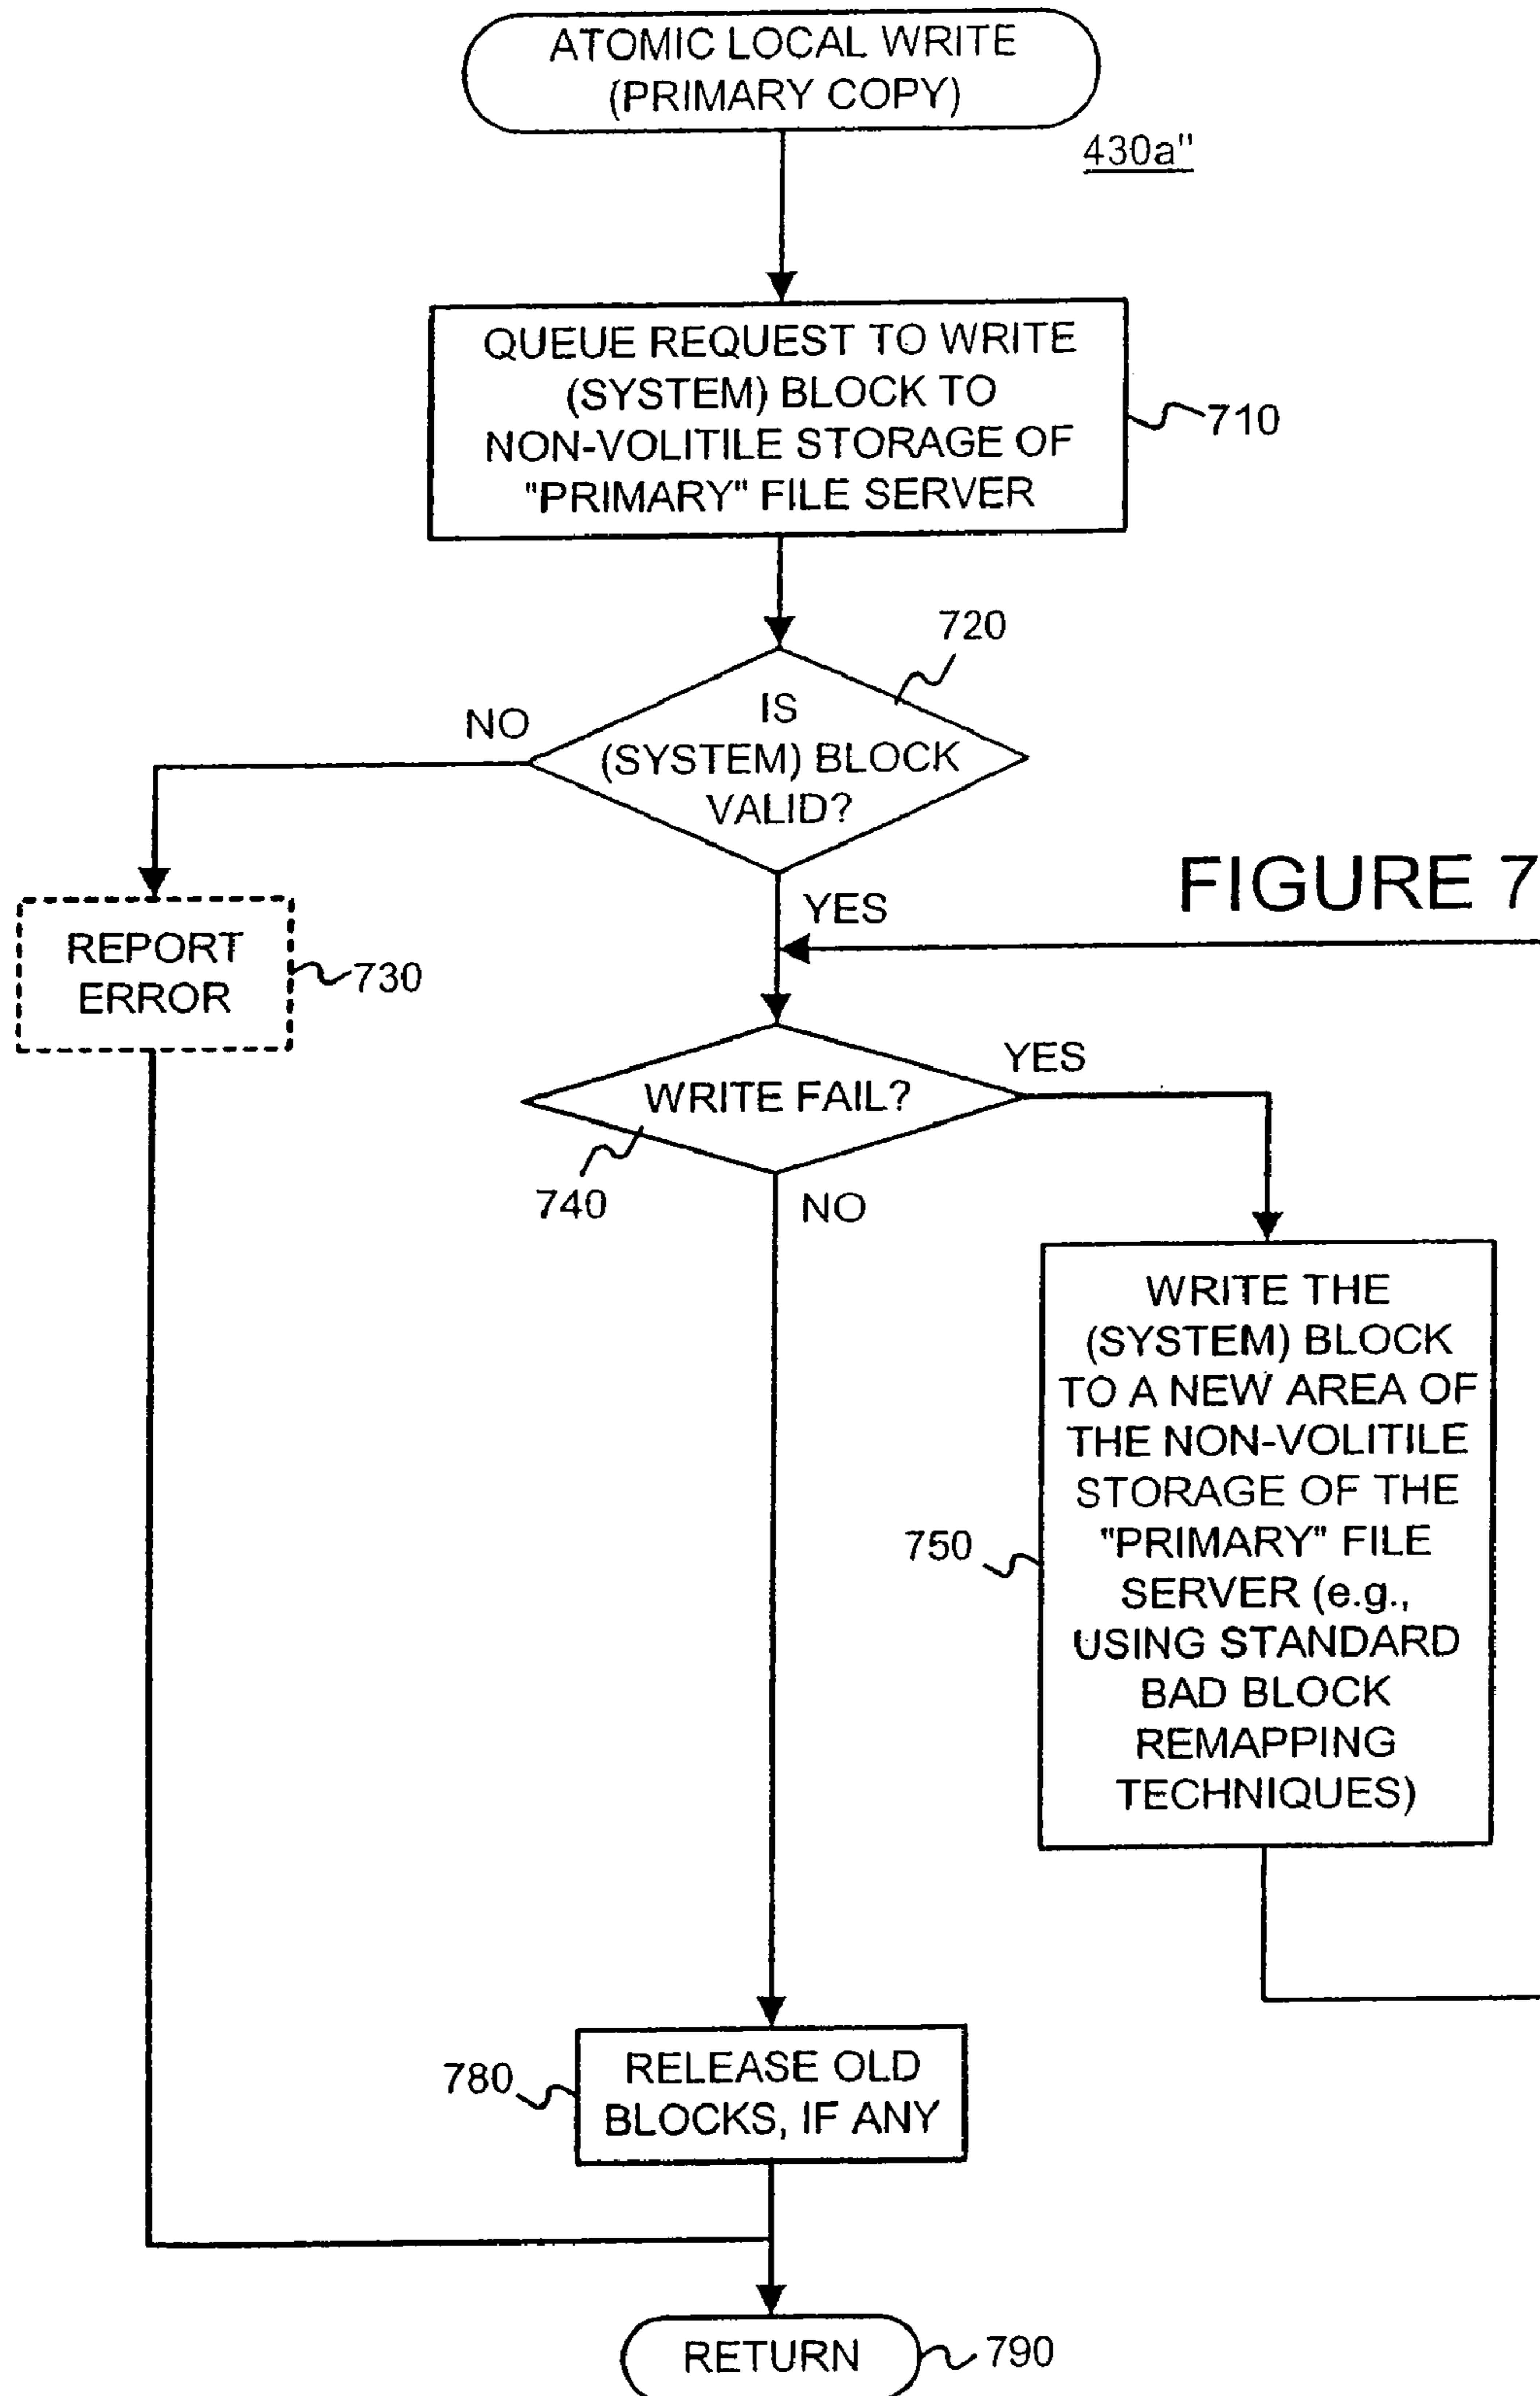 ATOMIC LOCAL WRITE
(PRIMARY COPY)
430a"
QUEUE REQUEST TO WRITE
(SYSTEM) BLOCK TO
NON-VOLITILE STORAGE OF
"PRIMARY" FILE SERVER
710
720
IS
(SYSTEM) BLOCK
VALID?
NO
YES
FIGURE 7
REPORT
ERROR
730
WRITE FAIL?
YES
740
NO
WRITE THE
(SYSTEM) BLOCK
TO A NEW AREA OF
THE NON-VOLITILE
STORAGE OF THE
"PRIMARY" FILE
SERVER (e.g.,
USING STANDARD
BAD BLOCK
REMAPPING
TECHNIQUES)
750
780
RELEASE OLD
BLOCKS, IF ANY
RETURN
790